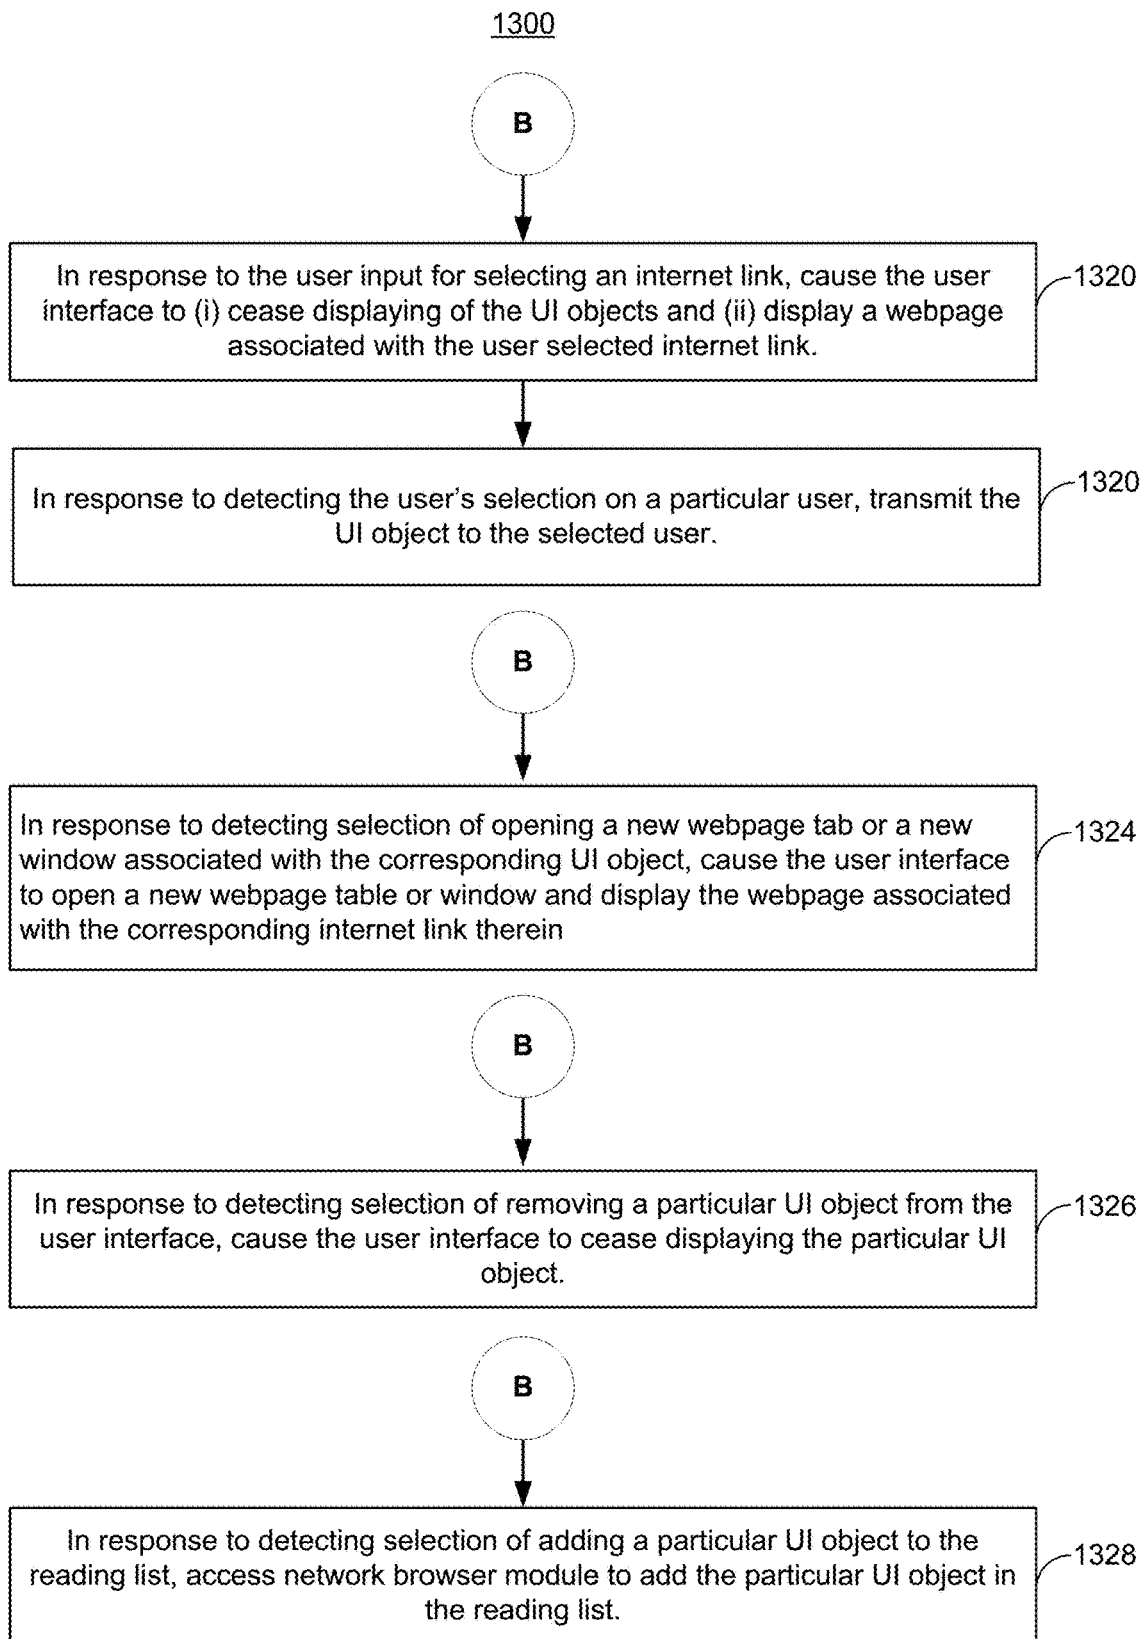 1300
B
In response to the user input for selecting an internet link, cause the user
interface to (i) cease displaying of the UI objects and (ii) display a webpage
associated with the user selected internet link.
1320
In response to detecting the user's selection on a particular user, transmit the
UI object to the selected user.
1320
B
In response to detecting selection of opening a new webpage tab or a new
window associated with the corresponding UI object, cause the user interface
to open a new webpage table or window and display the webpage associated
with the corresponding internet link therein
1324
B
In response to detecting selection of removing a particular UI object from the
user interface, cause the user interface to cease displaying the particular UI
object.
1326
B
In response to detecting selection of adding a particular UI object to the
reading list, access network browser module to add the particular UI object in
the reading list.
1328